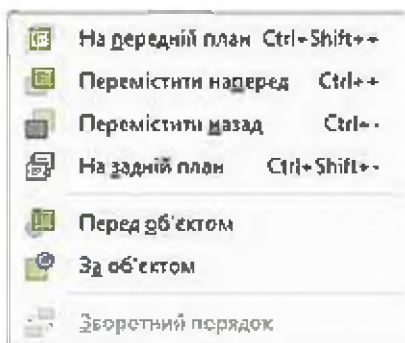 На передній план Ctrl+Shift++
Перемістити наперед Ctrl++
Перемістити назад Ctrl+-
На задній план Ctrl+Shift+-
Перед об'єктом
За об'єктом
Зворотний порядок